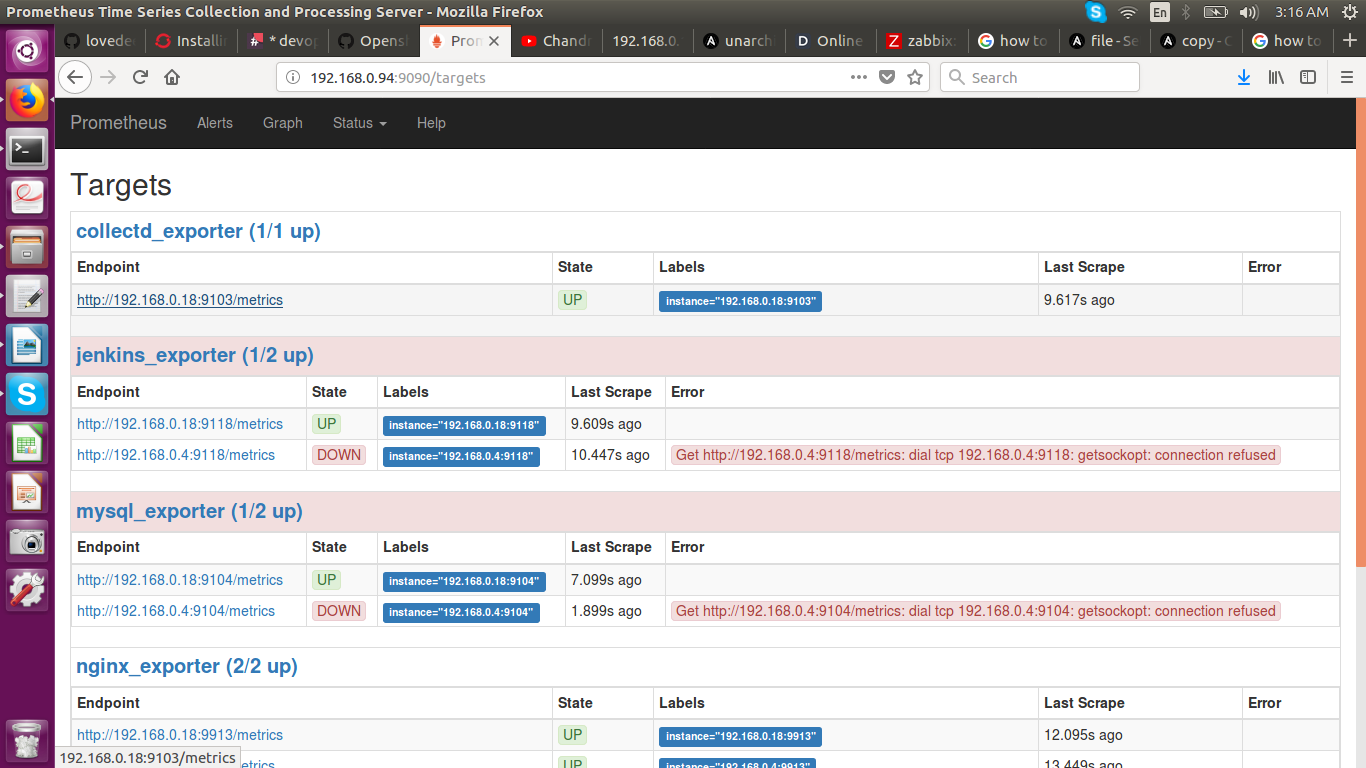 Prometheus Time Series Collection and Processing Server - Mozilla Firefox En 3:16 AM
lovede Installi * devop Opensh Prom Chandr 192.168.0. unarchi Online zabbix: how to file - Se copy - C how to
192.168.0.94:9090/targets Search
Prometheus Alerts Graph Status Help
Targets
collectd_exporter (1/1 up)
Endpoint State Labels Last Scrape Error
http://192.168.0.18:9103/metrics UP instance="192.168.0.18:9103" 9.617s ago
jenkins_exporter (1/2 up)
Endpoint State Labels Last Scrape Error
http://192.168.0.18:9118/metrics UP instance="192.168.0.18:9118" 9.609s ago
http://192.168.0.4:9118/metrics DOWN instance="192.168.0.4:9118" 10.447s ago Get http://192.168.0.4:9118/metrics: dial tcp 192.168.0.4:9118: getsockopt: connection refused
mysql_exporter (1/2 up)
Endpoint State Labels Last Scrape Error
http://192.168.0.18:9104/metrics UP instance="192.168.0.18:9104" 7.099s ago
http://192.168.0.4:9104/metrics DOWN instance="192.168.0.4:9104" 1.899s ago Get http://192.168.0.4:9104/metrics: dial tcp 192.168.0.4:9104: getsockopt: connection refused
nginx_exporter (2/2 up)
Endpoint State Labels Last Scrape Error
http://192.168.0.18:9913/metrics UP instance="192.168.0.18:9913" 12.095s ago
etrics UP instance="192.168.0.4:9913" 13.449s ago
192.168.0.18:9103/metrics